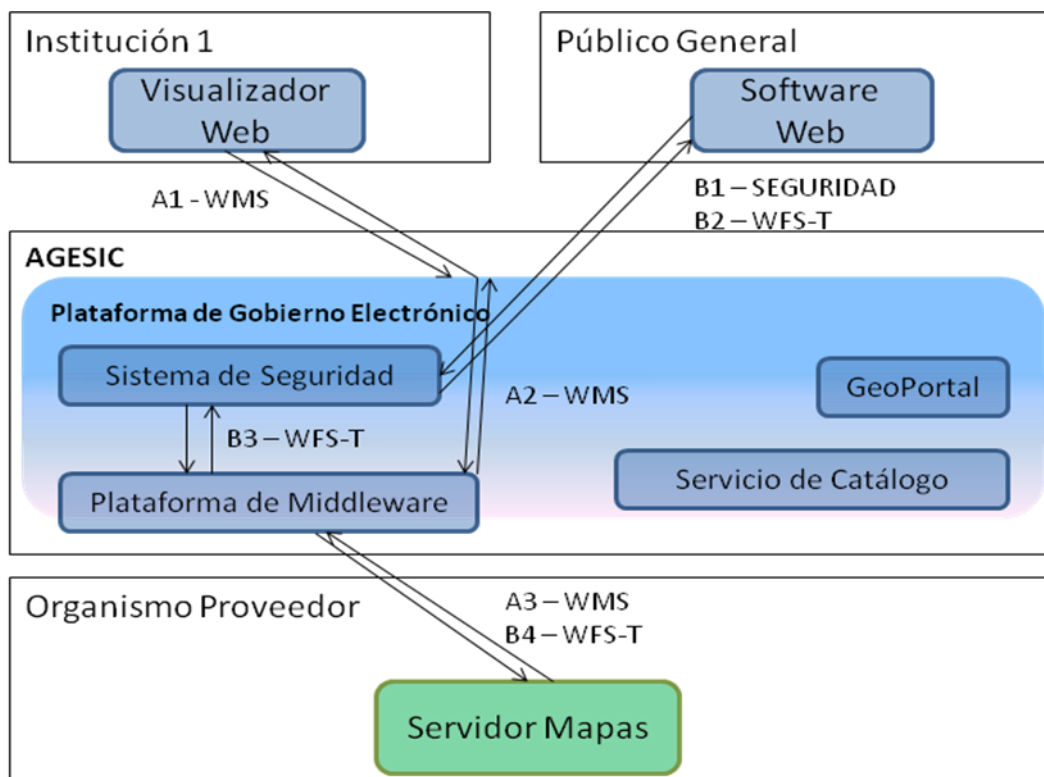 Institución 1
Visualizador
Web
Público General
Software
Web
A1 - WMS
B1 – SEGURIDAD
B2 – WFS-T
AGESIC
Plataforma de Gobierno Electrónico
Sistema de Seguridad
A2 – WMS
GeoPortal
B3 – WFS-T
Servicio de Catálogo
Plataforma de Middleware
Organismo Proveedor
A3 – WMS
B4 – WFS-T
Servidor Mapas